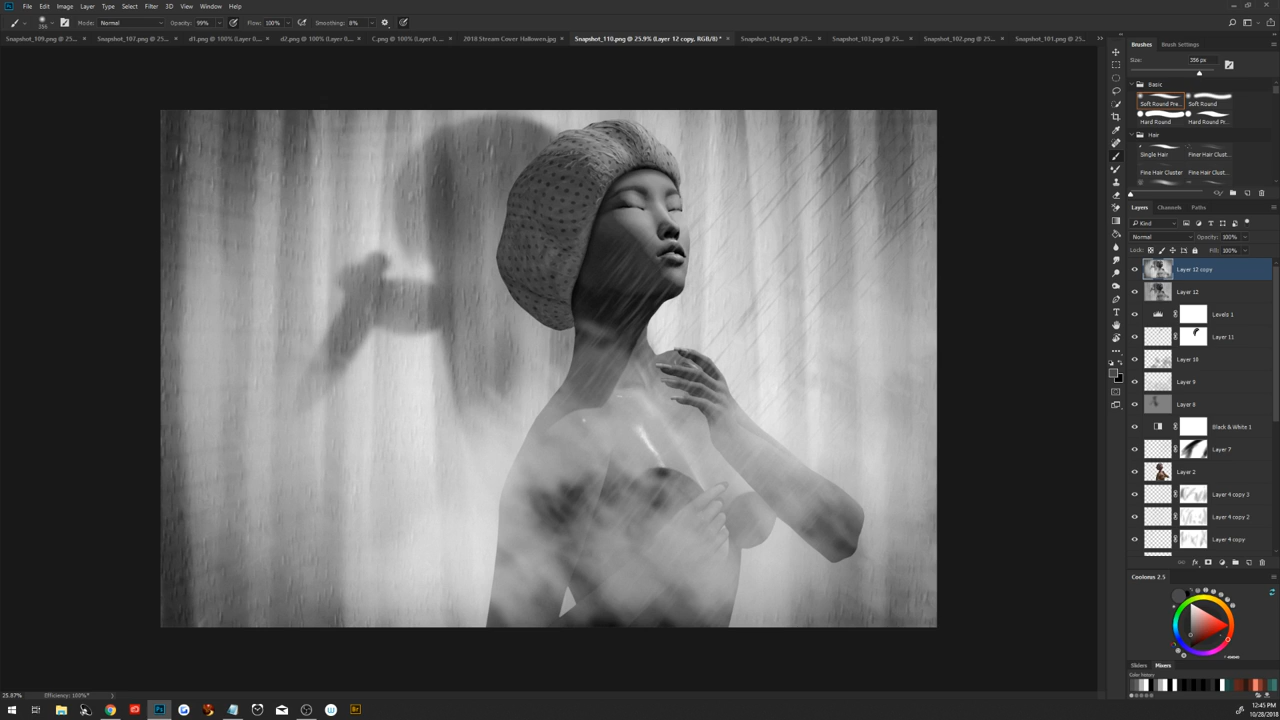 File Edit Image Layer Type Select Filter 3D View Window Help
356 Mode: Normal Opacity: 99% Flow: 100% Smoothing: 8%
Snapshot_109.png @ 25... × Snapshot_107.png @ 25... × d1.png @ 100% (Layer 0,... × d2.png @ 100% (Layer 0,... × C.png @ 100% (Layer 0, ... × 2018 Stream Cover Hallowen.jpg × Snapshot_110.png @ 25.9% (Layer 12 copy, RGB/8) * × Snapshot_104.png @ 25... × Snapshot_103.png @ 25... × Snapshot_102.png @ 25... × Snapshot_101.png @ 25...
Brushes Brush Settings
Size: 356 px
Basic
Soft Round Pre... Soft Round
Hard Round Hard Round Pr...
Hair
Single Hair Finer Hair Clust...
Fine Hair Cluster Fine Hair Clust...
Layers Channels Paths
Kind
Normal Opacity: 100%
Lock: Fill: 100%
Layer 12 copy
Layer 12
Levels 1
Layer 11
Layer 10
Layer 9
Layer 8
Black & White 1
Layer 7
Layer 2
Layer 4 copy 3
Layer 4 copy 2
Layer 4 copy
Coolorus 2.5
Sliders Mixers
Color history
25.87% Efficiency: 100%*
12:45 PM
10/28/2018